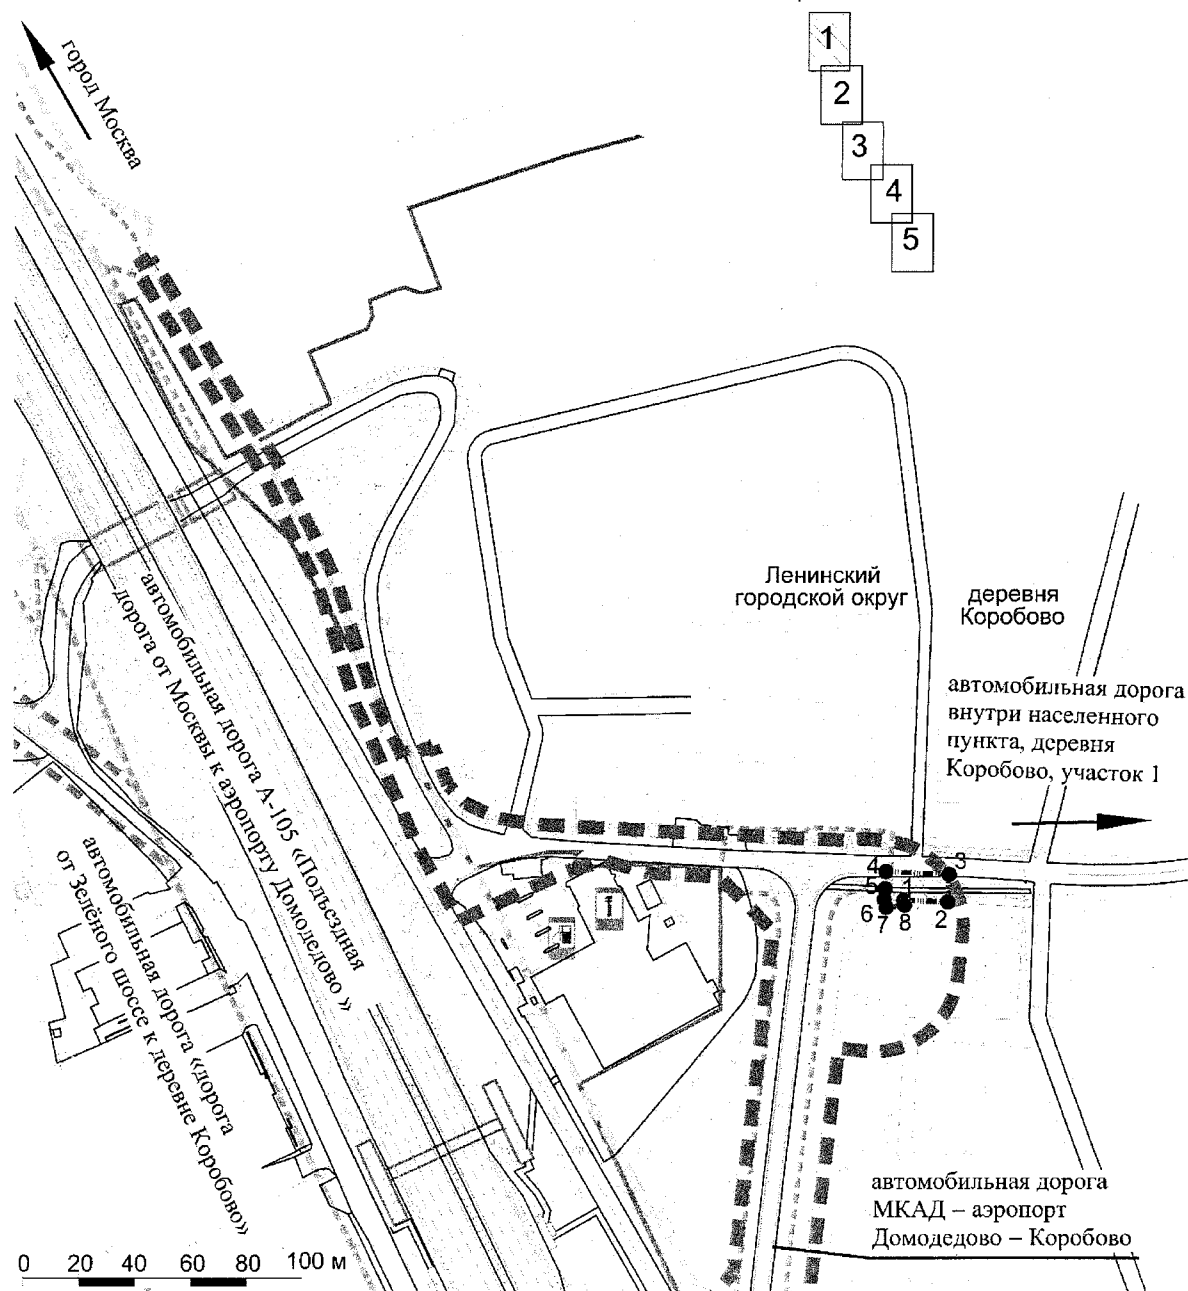 город Москва
1
2
3
4
5
Ленинский
городской округ
деревня
Коробово
автомобильная дорога
внутри населенного
пункта, деревня
Коробово, участок 1
автомобильная дорога А-105 «Подъездная
дорога от Москвы к аэропорту Домодедово »
автомобильная дорога «дорога
от Зелёного шоссе к деревне Коробово»
4
3
5
1
6
7
8
2
автомобильная дорога
МКАД – аэропорт
Домодедово – Коробово
0 20 40 60 80 100 м